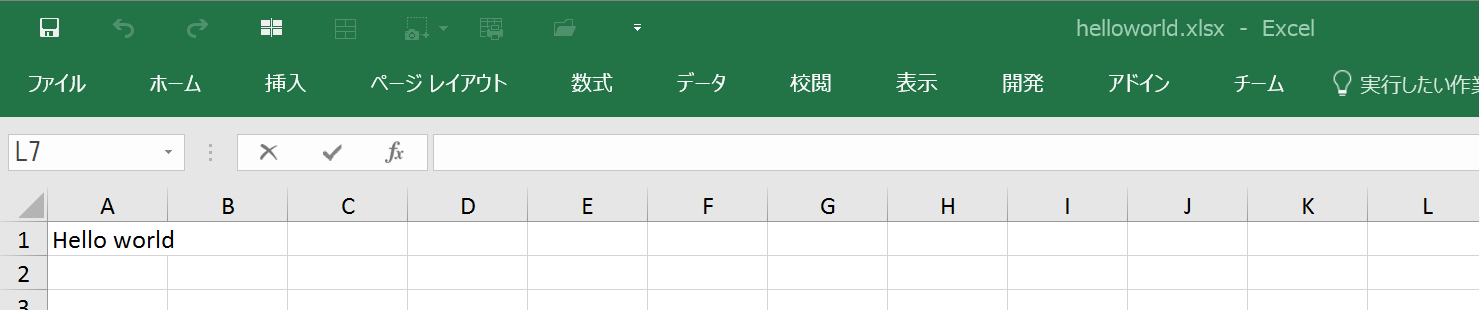 helloworld.xlsx - Excel
ファイル ホーム 挿入 ページ レイアウト 数式 データ 校閲 表示 開発 アドイン チーム 実行したい作業
L7 fx
A B C D E F G H I J K L
1 Hello world
2
3